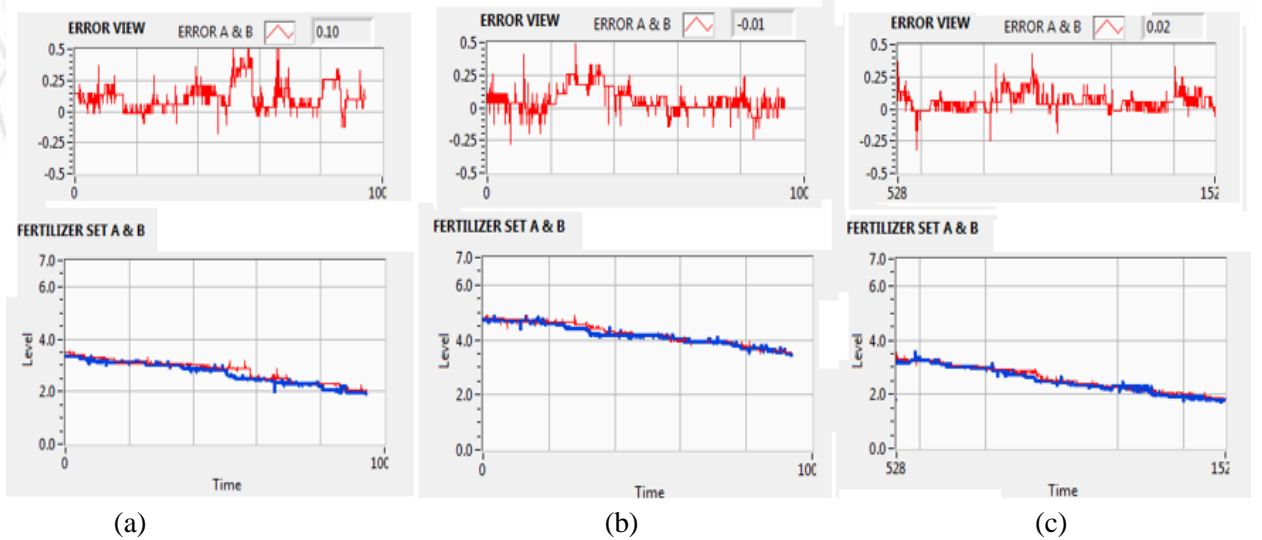 ERROR VIEW ERROR A & B 0.10
0.5
0.25
0
-0.25
-0.5
0 100
FERTILIZER SET A & B
7.0
6.0
4.0
2.0
0.0
Level
0 100
Time
(a)
ERROR VIEW ERROR A & B -0.01
0.5
0.25
0
-0.25
-0.5
0 100
FERTILIZER SET A & B
7.0
6.0
4.0
2.0
0.0
Level
0 100
Time
(b)
ERROR VIEW ERROR A & B 0.02
0.5
0.25
0
-0.25
-0.5
528 152
FERTILIZER SET A & B
7.0
6.0
4.0
2.0
0.0
Level
528 152
Time
(c)